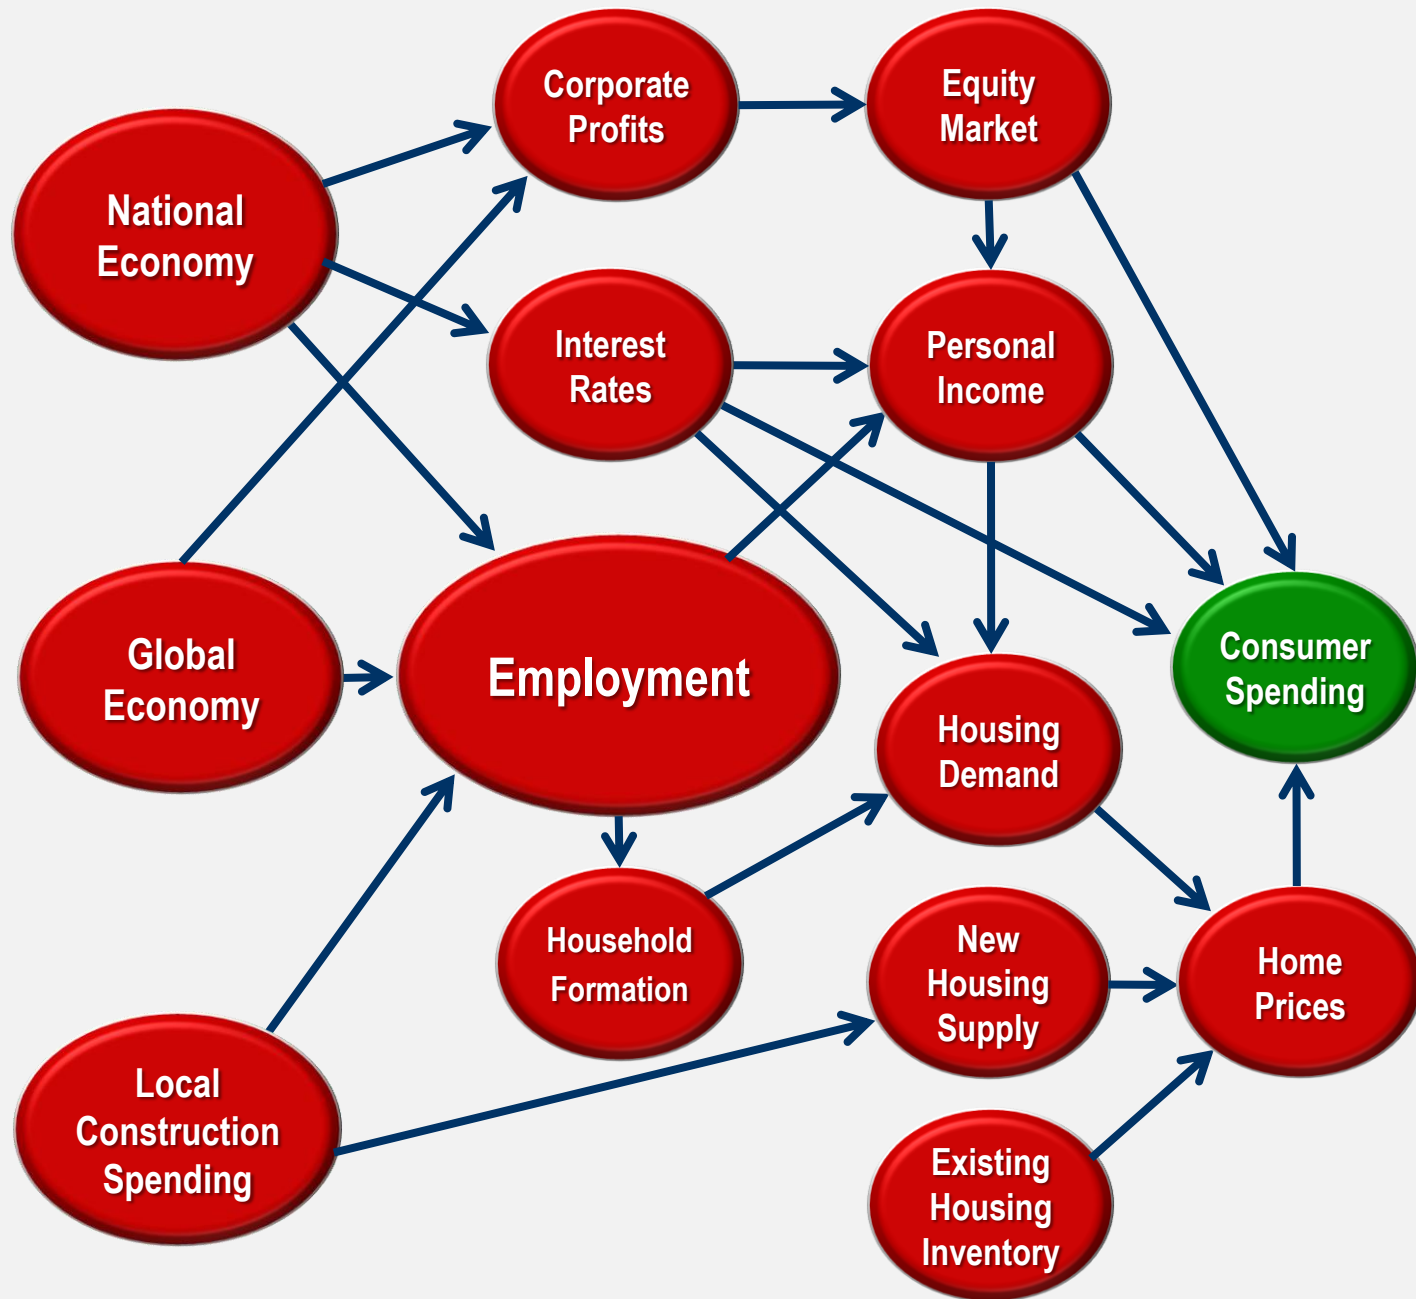 Corporate
Profits
Equity
Market
National
Economy
Interest
Rates
Personal
Income
Global
Economy
Employment
Consumer
Spending
Housing
Demand
Household
Formation
New
Housing
Supply
Home
Prices
Local
Construction
Spending
Existing
Housing
Inventory